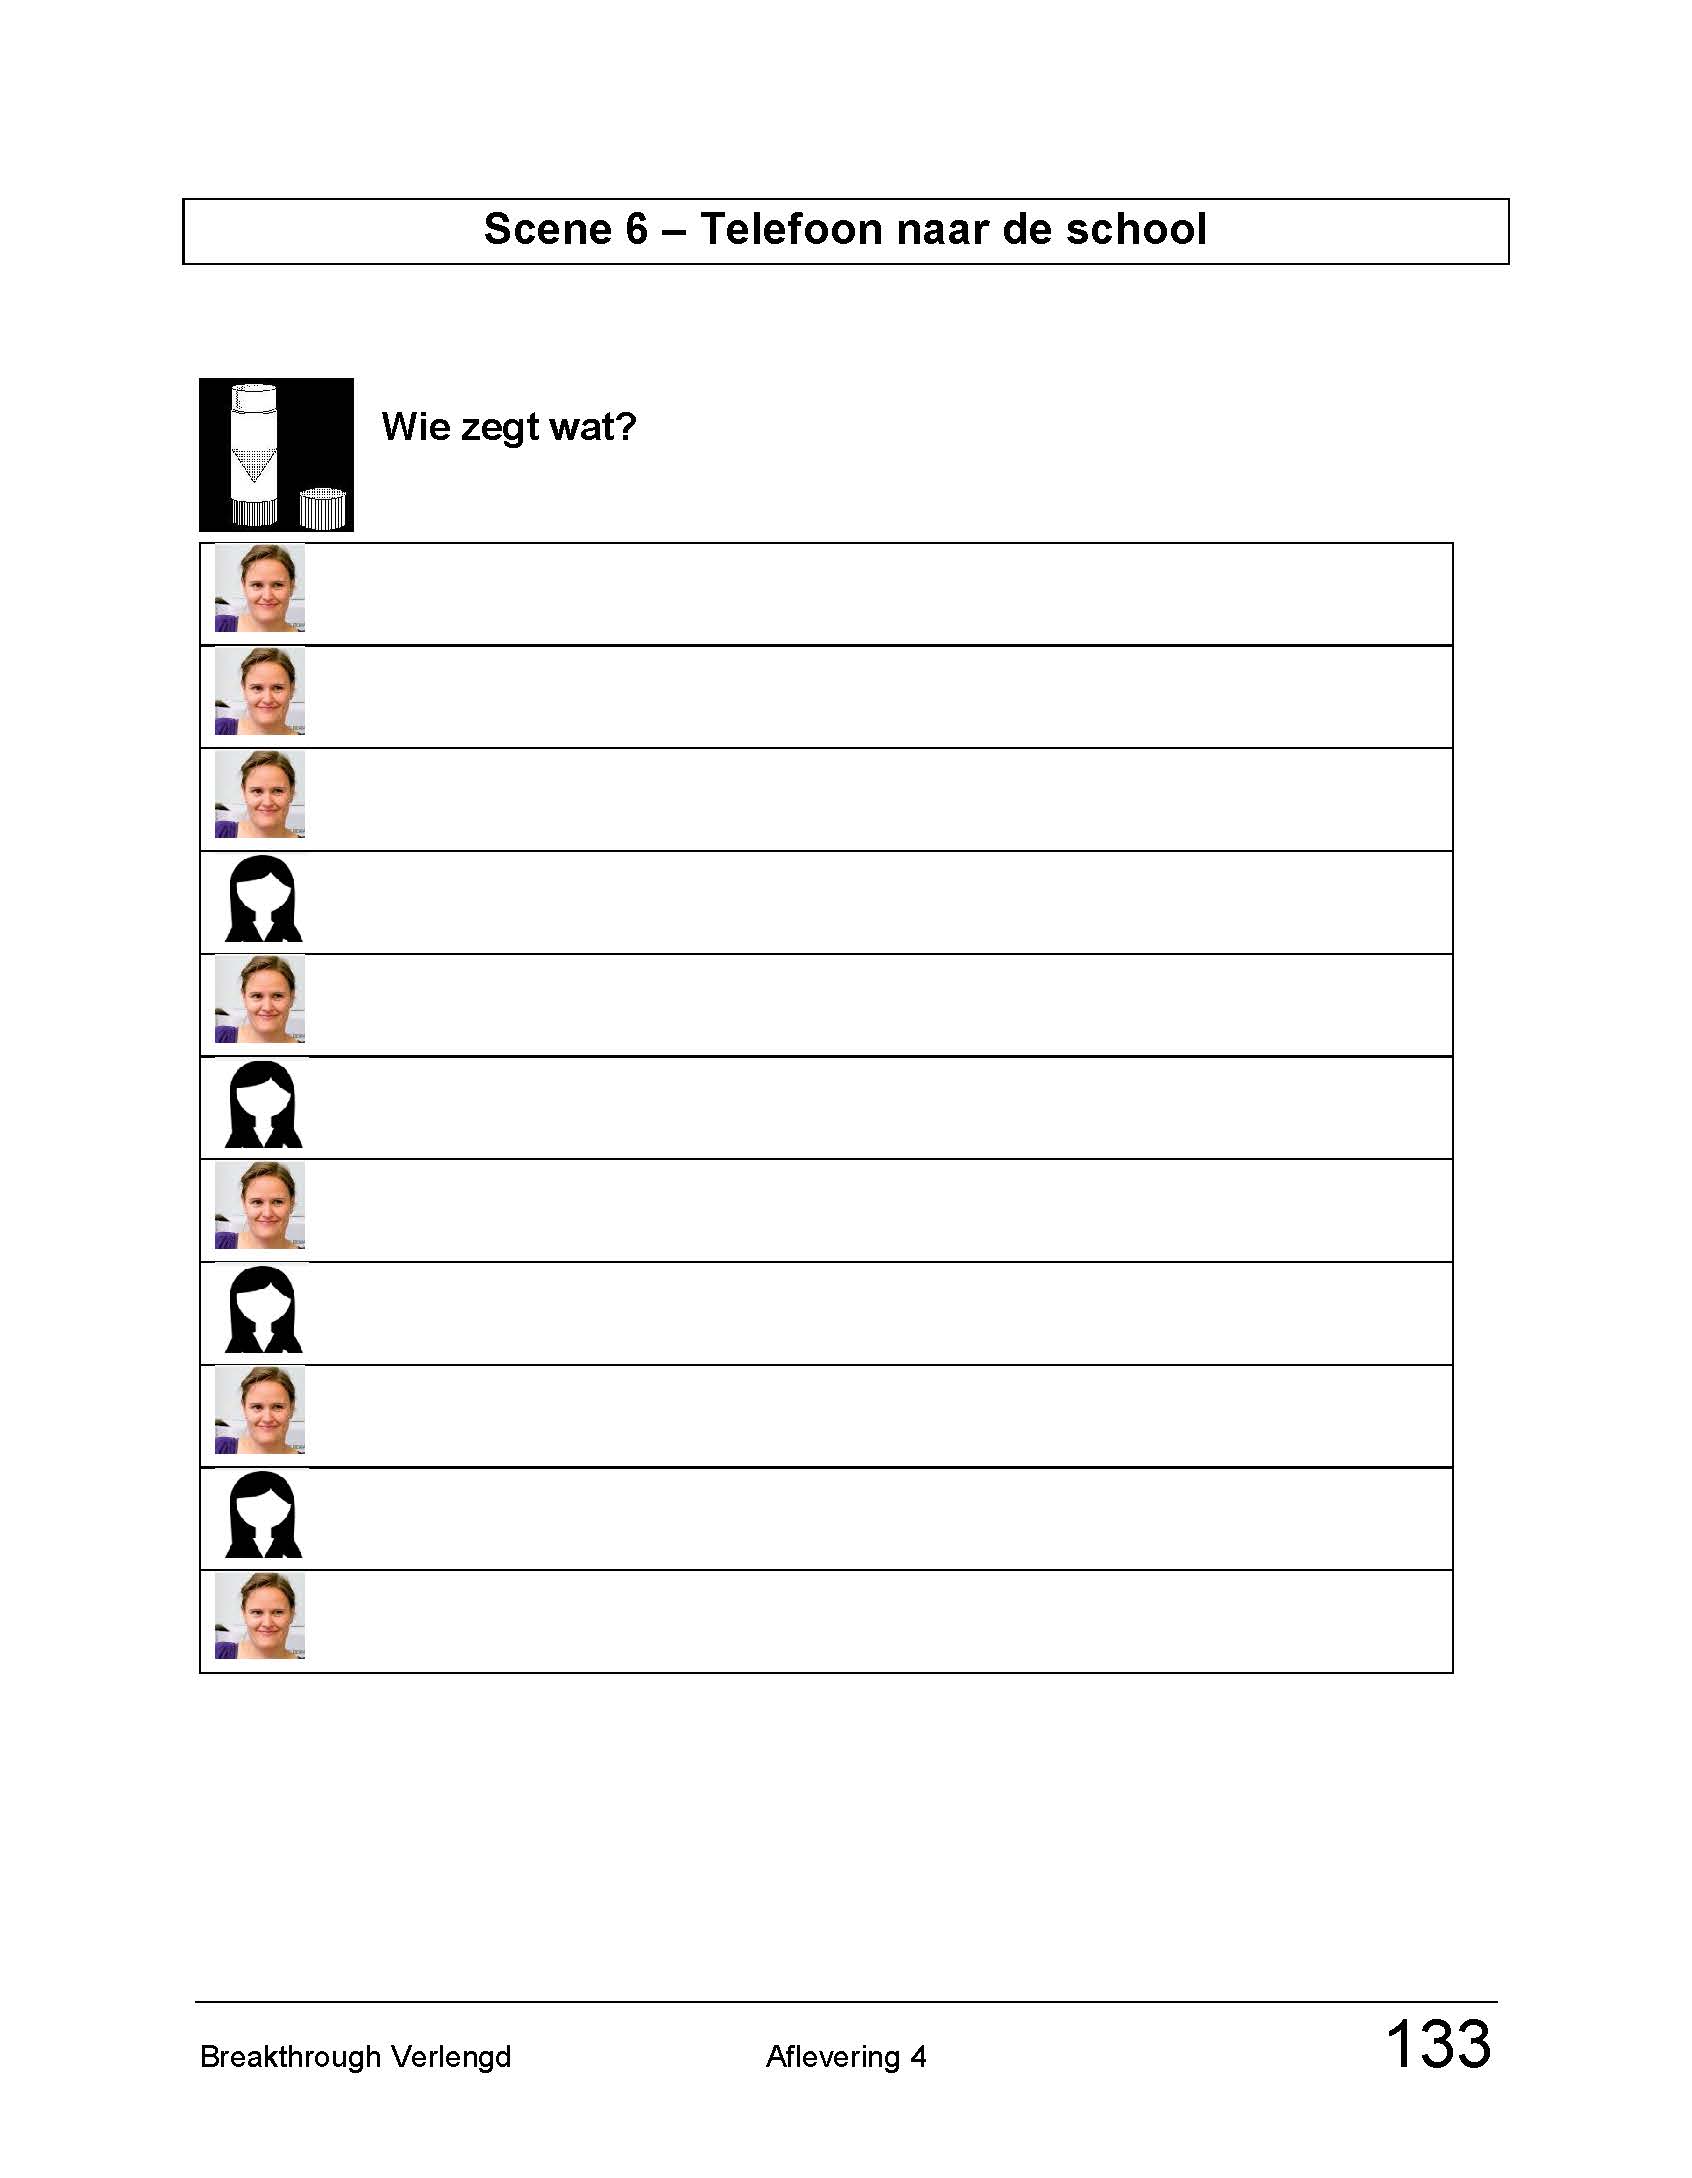 Scene 6 – Telefoon naar de school
Wie zegt wat?
Breakthrough Verlengd Aflevering 4 133